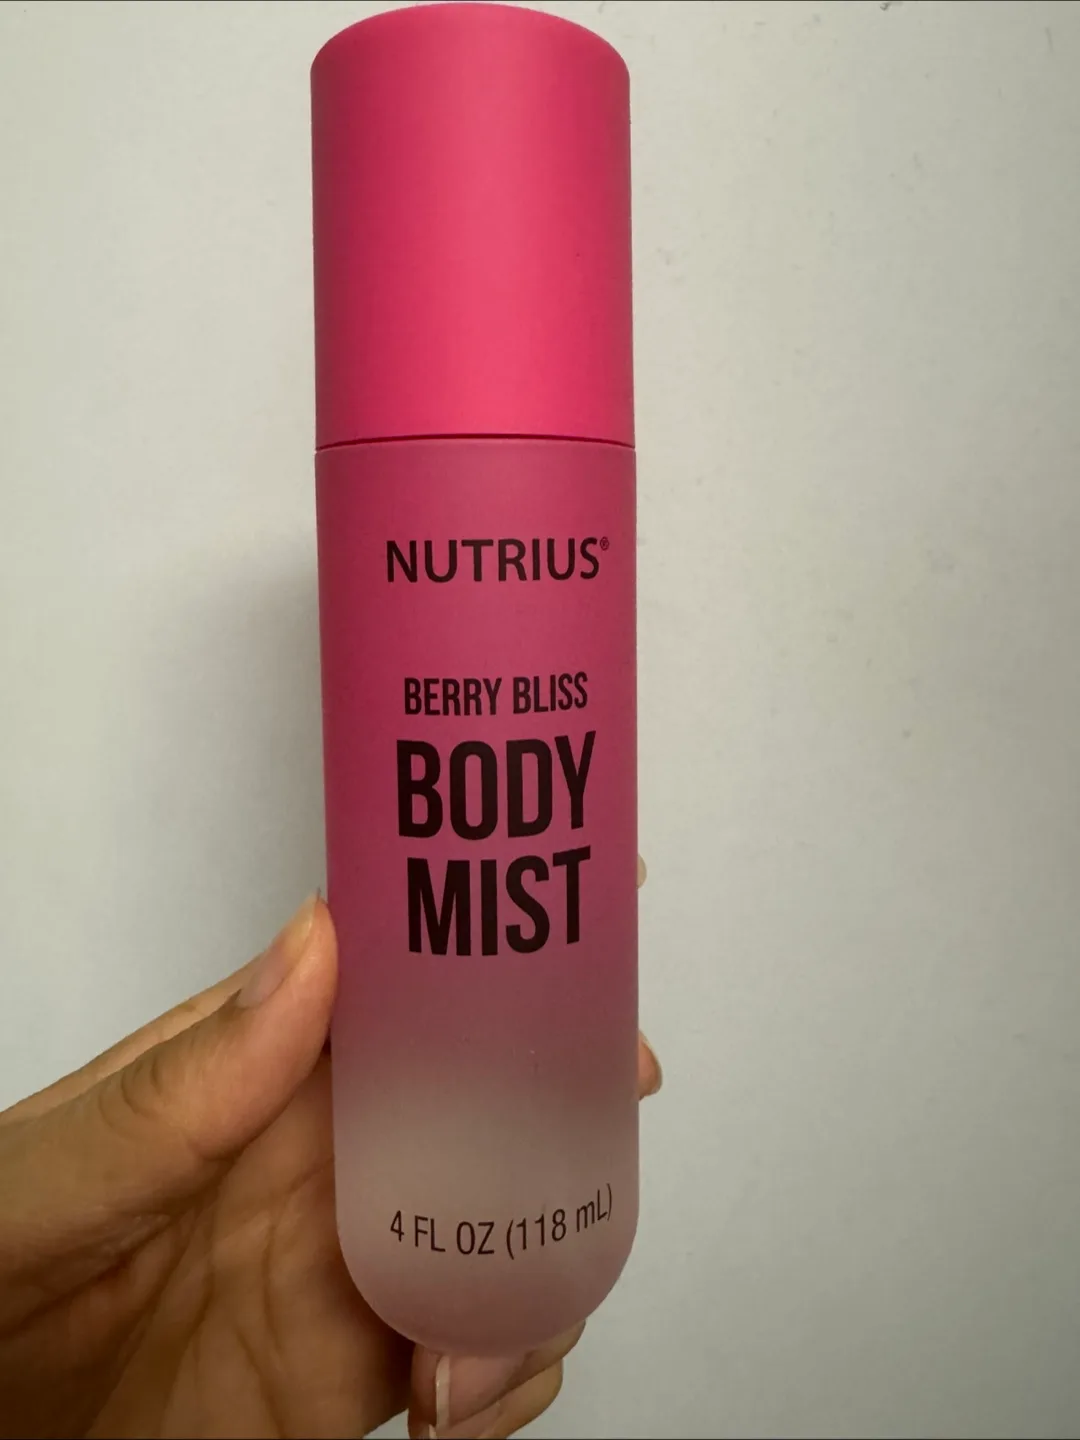 NUTRIUS®
BERRY BLISS
BODY
MIST
4 FL OZ (118 mL)